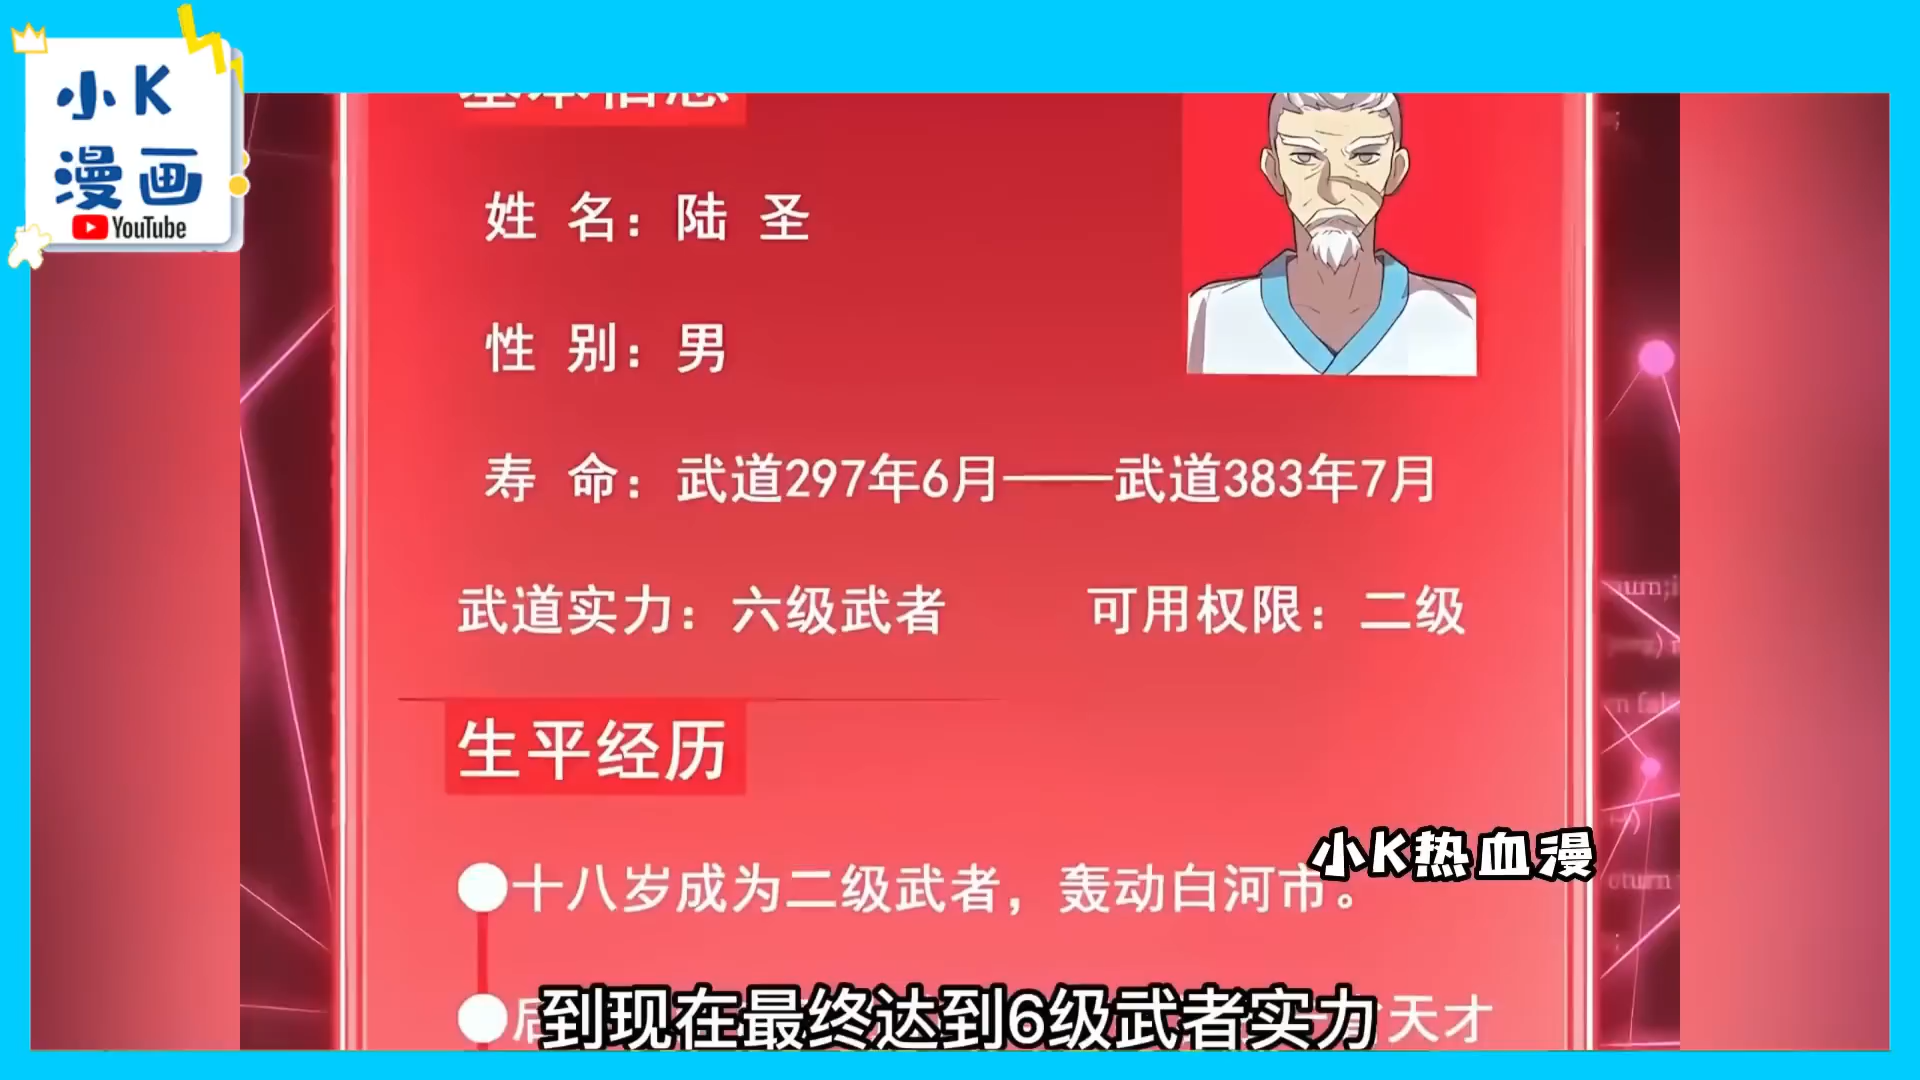 小K
漫画
YouTube
基本信息
姓 名：陆 圣
性 别：男
寿 命：武道297年6月——武道383年7月
武道实力：六级武者 可用权限：二级
生平经历
小K热血漫
十八岁成为二级武者，轰动白河市。
天才
到现在最终达到6级武者实力